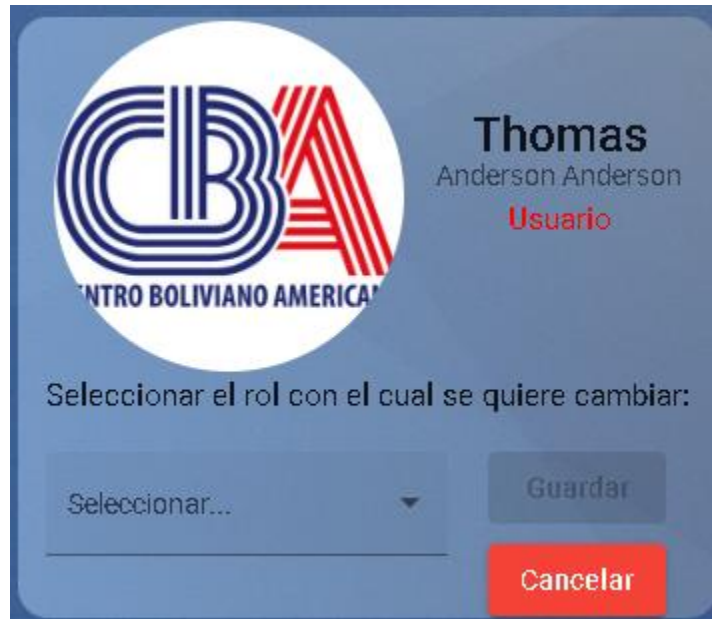 CBA
NTRO BOLIVIANO AMERICA
Thomas
Anderson Anderson
Usuario
Seleccionar el rol con el cual se quiere cambiar:
Seleccionar...
Guardar
Cancelar